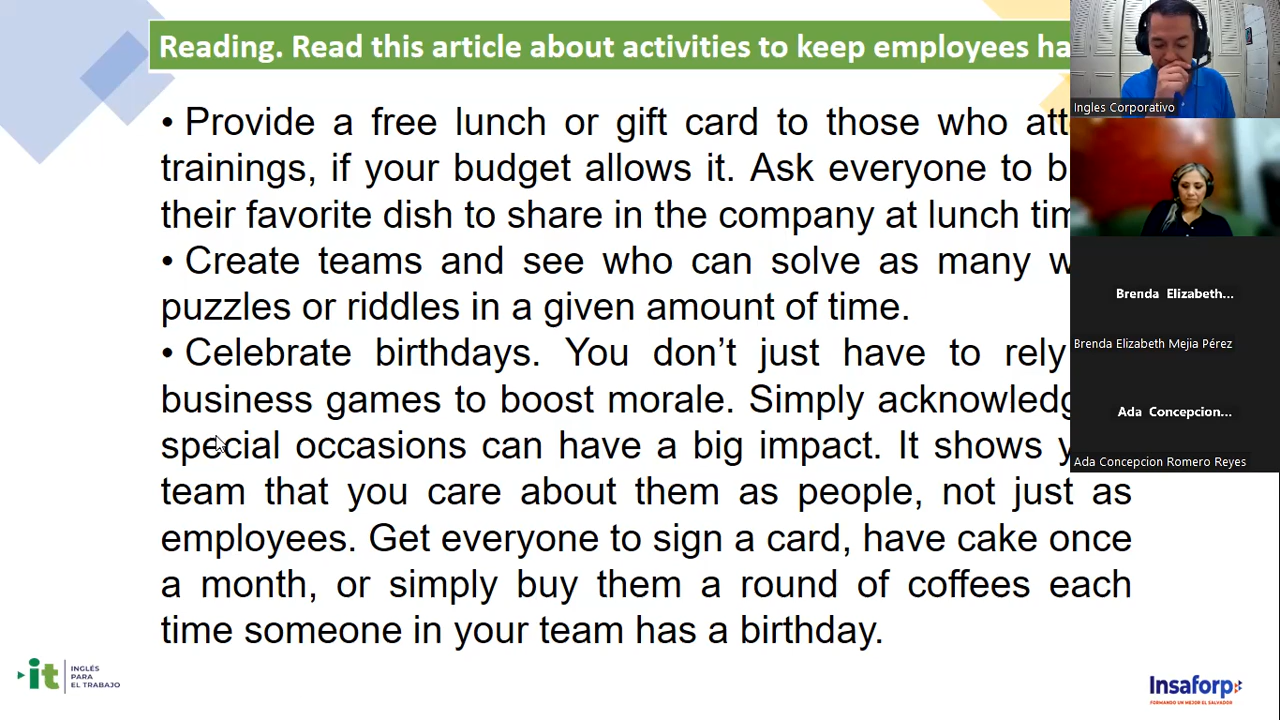 Reading. Read this article about activities to keep employees
• Provide a free lunch or gift card to those who
trainings, if your budget allows it. Ask everyone to
their favorite dish to share in the company at lunch
• Create teams and see who can solve as many
puzzles or riddles in a given amount of time.
• Celebrate birthdays. You don’t just have to rely
business games to boost morale. Simply
special occasions can have a big impact. It shows
team that you care about them as people, not just as
employees. Get everyone to sign a card, have cake once
a month, or simply buy them a round of coffees each
time someone in your team has a birthday.
Ingles Corporativo
Brenda Elizabeth...
Brenda Elizabeth Mejia Pérez
Ada Concepcion...
Ada Concepcion Romero Reyes
it
INGLÉS
PARA
EL TRABAJO
Insaforp
FORMANDO UN MEJOR EL SALVADOR